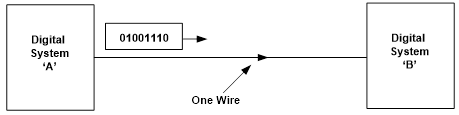 Digital
System
‘A’
01001110
One Wire
Digital
System
‘B’